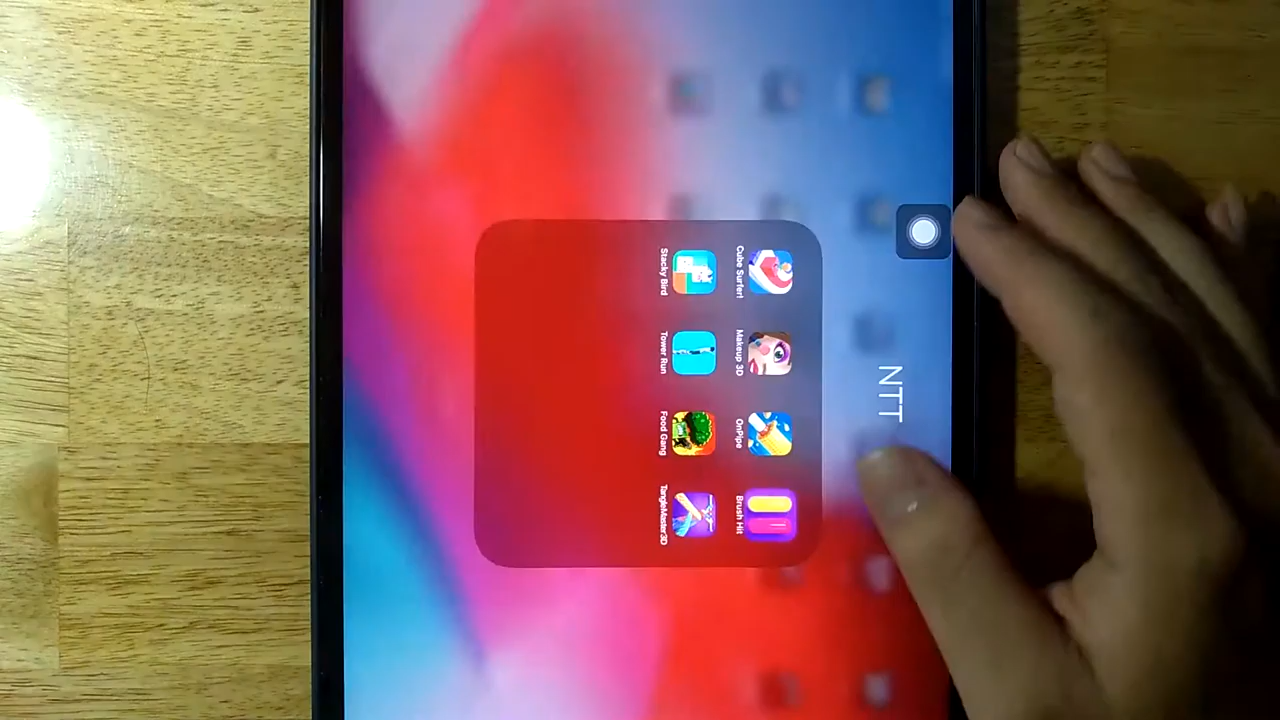 NTT
Cube Surfer!
Makeup 3D
OnPipe
Brush Hit
Stacky Bird
Tower Run
Food Gang
TangleMaster3D